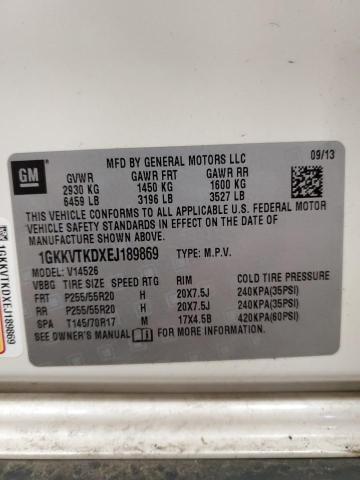 GM
MFD BY GENERAL MOTORS LLC
09/13
GVWR GAWR FRT GAWR RR
2930 KG 1450 KG 1600 KG
6459 LB 3196 LB 3527 LB
THIS VEHICLE CONFORMS TO ALL APPLICABLE U.S. FEDERAL MOTOR
VEHICLE SAFETY STANDARDS IN EFFECT ON THE DATE OF
MANUFACTURE SHOWN ABOVE.
1GKKVTKDXEJ189869 TYPE: M.P.V.
MODEL: V14526
VBBG TIRE SIZE SPEED RTG RIM COLD TIRE PRESSURE
FRT P255/55R20 H 20X7.5J 240KPA(35PSI)
RR P255/55R20 H 20X7.5J 240KPA(35PSI)
SPA T145/70R17 M 17X4.5B 420KPA(60PSI)
SEE OWNER'S MANUAL FOR MORE INFORMATION
1GKKVTKDXEJ189869